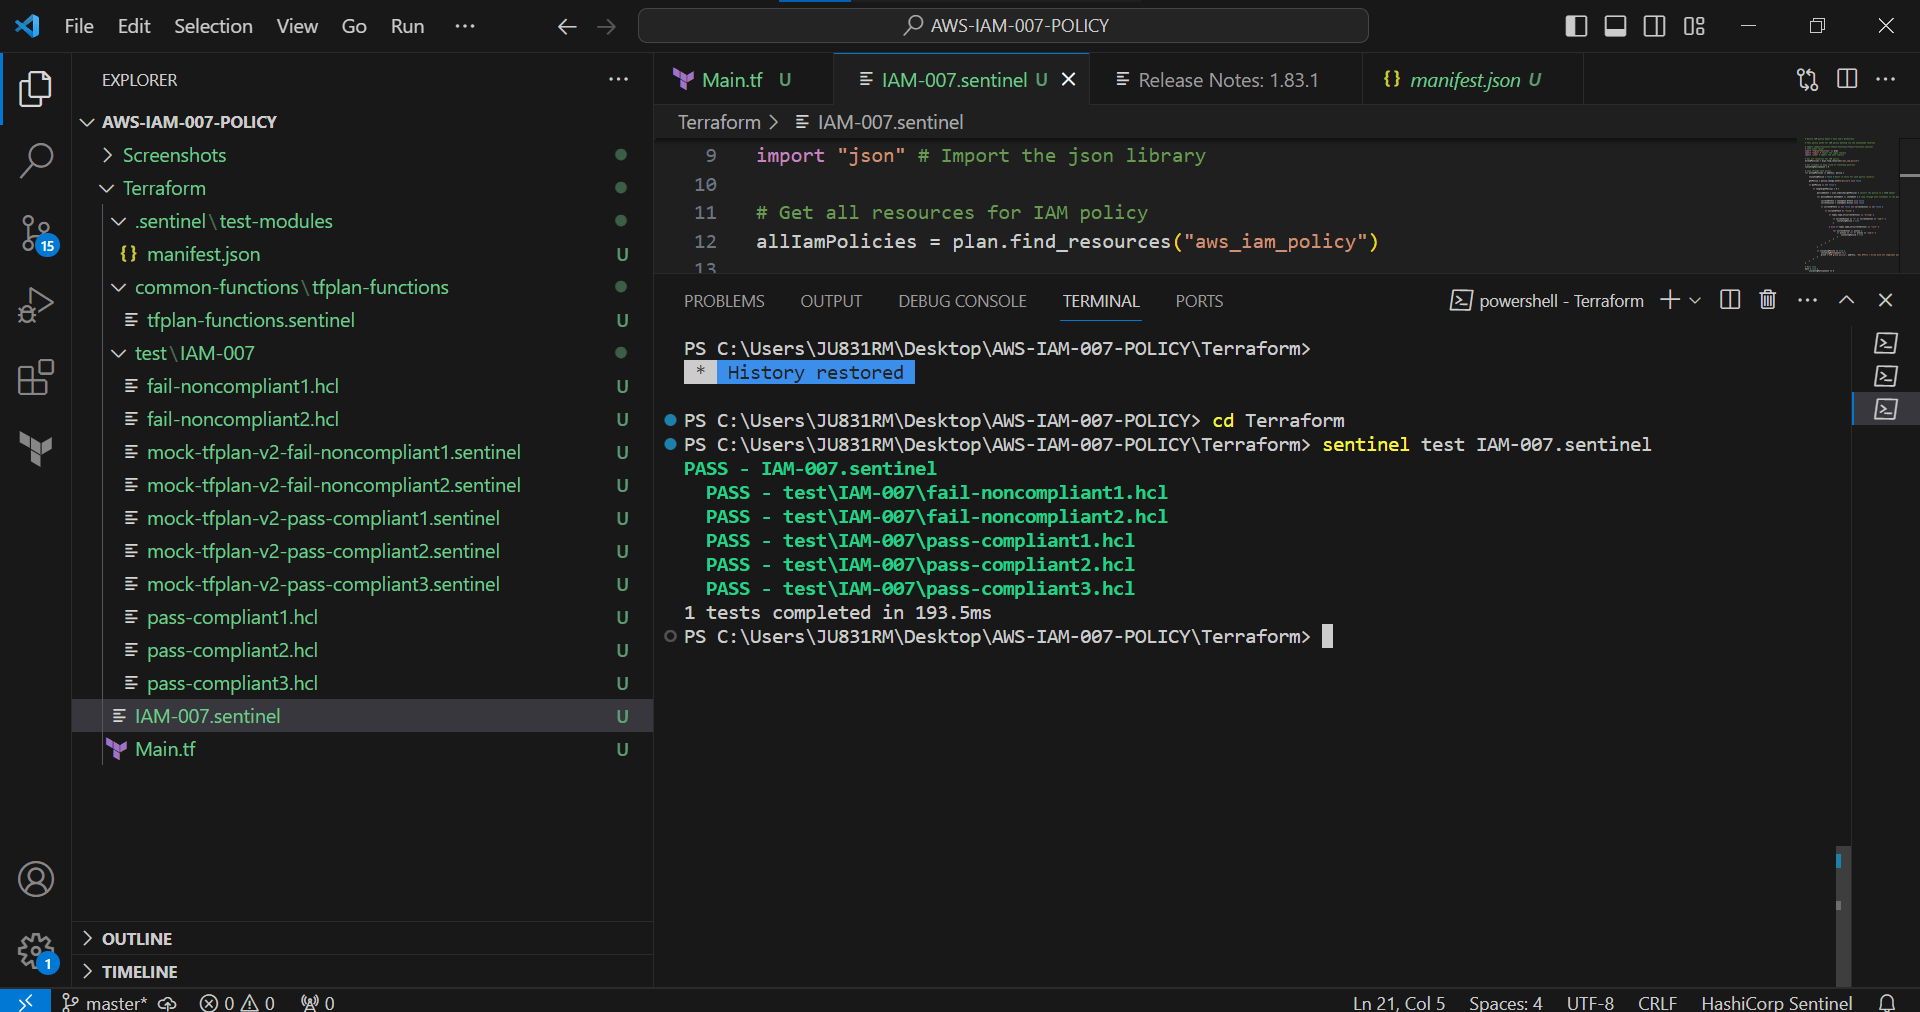 File Edit Selection View Go Run ···
AWS-IAM-007-POLICY
EXPLORER ···
AWS-IAM-007-POLICY
Screenshots
Terraform
.sentinel\test-modules
{} manifest.json U
common-functions\tfplan-functions
tfplan-functions.sentinel U
test\IAM-007
fail-noncompliant1.hcl U
fail-noncompliant2.hcl U
mock-tfplan-v2-fail-noncompliant1.sentinel U
mock-tfplan-v2-fail-noncompliant2.sentinel U
mock-tfplan-v2-pass-compliant1.sentinel U
mock-tfplan-v2-pass-compliant2.sentinel U
mock-tfplan-v2-pass-compliant3.sentinel U
pass-compliant1.hcl U
pass-compliant2.hcl U
pass-compliant3.hcl U
IAM-007.sentinel U
Main.tf U
OUTLINE
TIMELINE
15
1
Main.tf U IAM-007.sentinel U Release Notes: 1.83.1 {} manifest.json U
Terraform > IAM-007.sentinel
9 import "json" # Import the json library
10
11 # Get all resources for IAM policy
12 allIamPolicies = plan.find_resources("aws_iam_policy")
13
PROBLEMS OUTPUT DEBUG CONSOLE TERMINAL PORTS powershell - Terraform
PS C:\Users\JU831RM\Desktop\AWS-IAM-007-POLICY\Terraform>
* History restored
PS C:\Users\JU831RM\Desktop\AWS-IAM-007-POLICY> cd Terraform
PS C:\Users\JU831RM\Desktop\AWS-IAM-007-POLICY\Terraform> sentinel test IAM-007.sentinel
PASS - IAM-007.sentinel
PASS - test\IAM-007\fail-noncompliant1.hcl
PASS - test\IAM-007\fail-noncompliant2.hcl
PASS - test\IAM-007\pass-compliant1.hcl
PASS - test\IAM-007\pass-compliant2.hcl
PASS - test\IAM-007\pass-compliant3.hcl
1 tests completed in 193.5ms
PS C:\Users\JU831RM\Desktop\AWS-IAM-007-POLICY\Terraform>
master* 0 0 0 Ln 21, Col 5 Spaces: 4 UTF-8 CRLF HashiCorp Sentinel